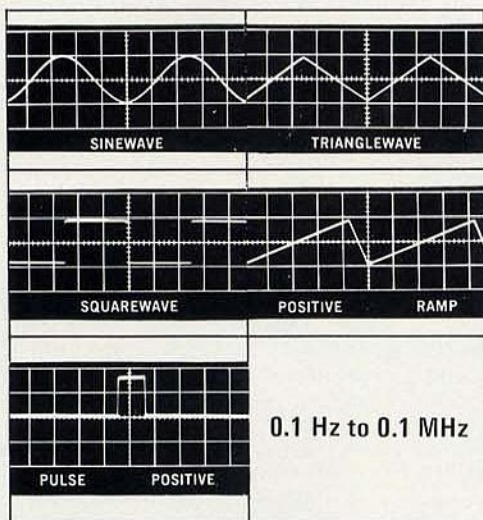 SINEWAVE
TRIANGLEWAVE
SQUAREWAVE
POSITIVE RAMP
0.1 Hz to 0.1 MHz
PULSE POSITIVE